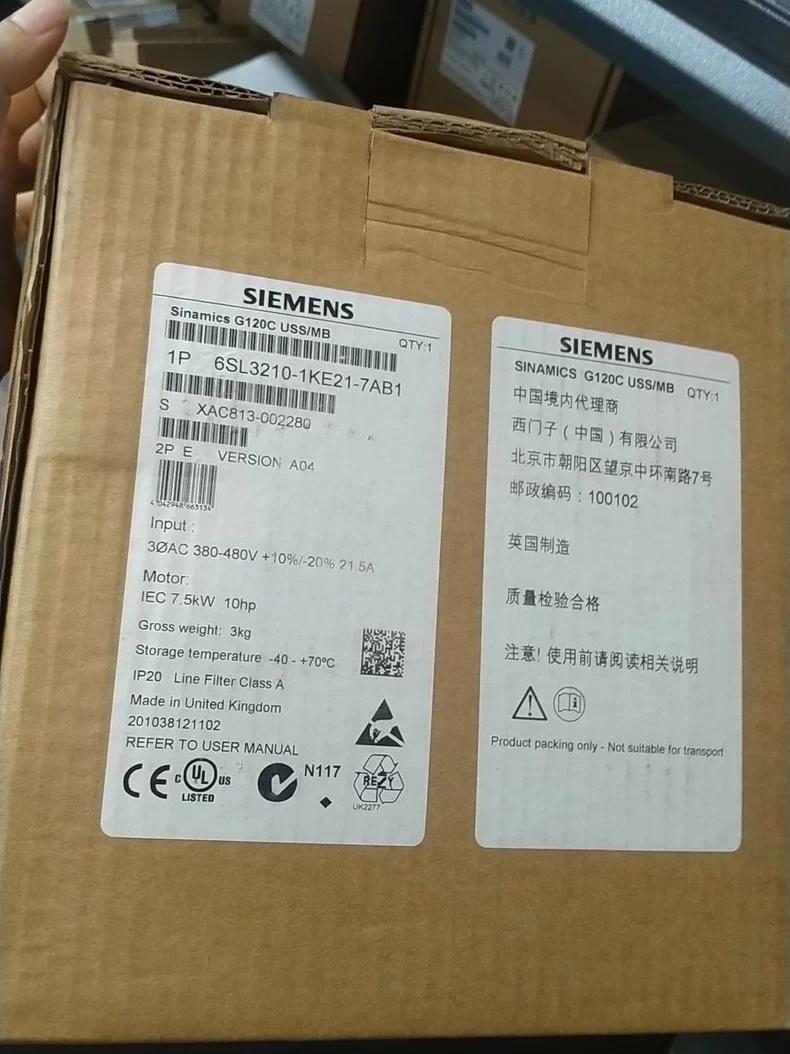 SIEMENS
Sinamics G120C USS/MB
QTY:1
1P 6SL3210-1KE21-7AB1
S XAC813-002280
2P E VERSION A04
4 042948 663134
Input :
3ØAC 380-480V +10%/-20% 21.5A
Motor:
IEC 7.5kW 10hp
Gross weight: 3kg
Storage temperature -40 - +70ºC
IP20 Line Filter Class A
Made in United Kingdom
201038121102
REFER TO USER MANUAL
CE
C UL US
LISTED
N117
REZY
UK2277
SIEMENS
SINAMICS G120C USS/MB QTY:1
中国境内代理商
西门子（中国）有限公司
北京市朝阳区望京中环南路7号
邮政编码：100102
英国制造
质量检验合格
注意! 使用前请阅读相关说明
Product packing only - Not suitable for transport